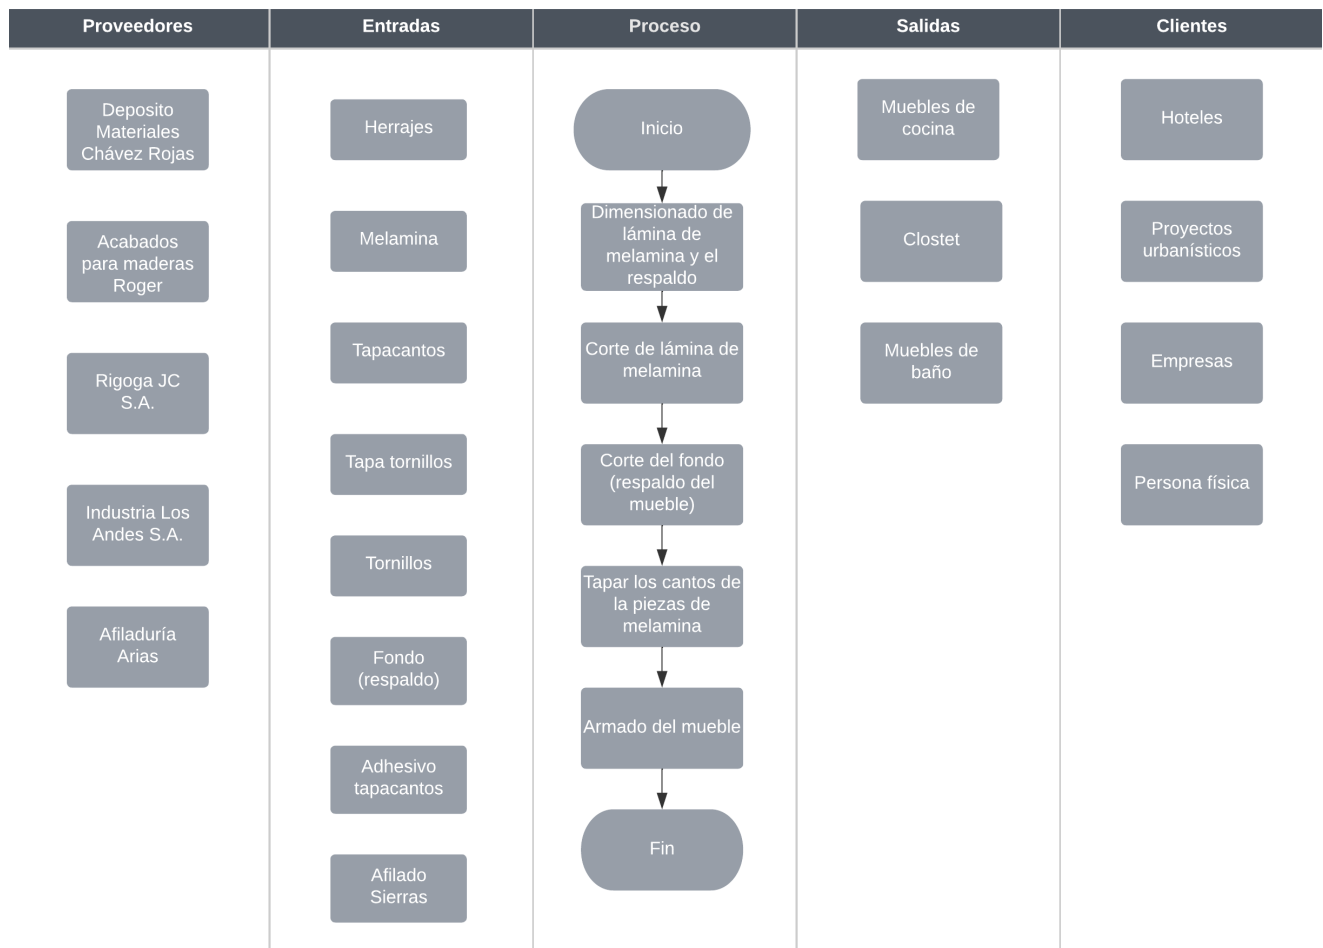 Proveedores
Entradas
Proceso
Salidas
Clientes
Deposito
Materiales
Chávez Rojas
Acabados
para maderas
Roger
Rigoga JC
S.A.
Industria Los
Andes S.A.
Afiladuría
Arias
Herrajes
Melamina
Tapacantos
Tapa tornillos
Tornillos
Fondo
(respaldo)
Adhesivo
tapacantos
Afilado
Sierras
Inicio
Dimensionado de
lámina de
melamina y el
respaldo
Corte de lámina de
melamina
Corte del fondo
(respaldo del
mueble)
Tapar los cantos de
la piezas de
melamina
Armado del mueble
Fin
Muebles de
cocina
Clostet
Muebles de
baño
Hoteles
Proyectos
urbanísticos
Empresas
Persona física